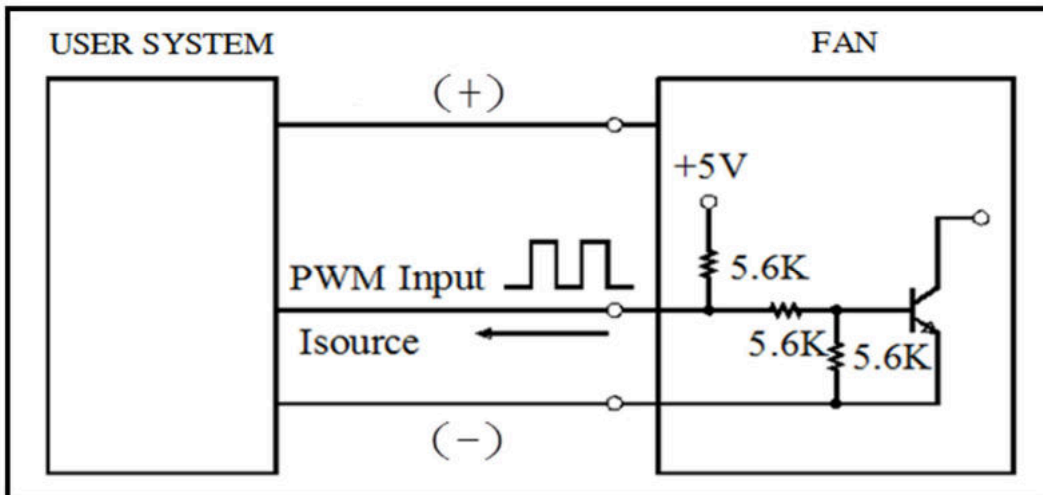 USER SYSTEM
FAN
(+)
+5V
5.6K
PWM Input
Isource
5.6K
5.6K
(-)